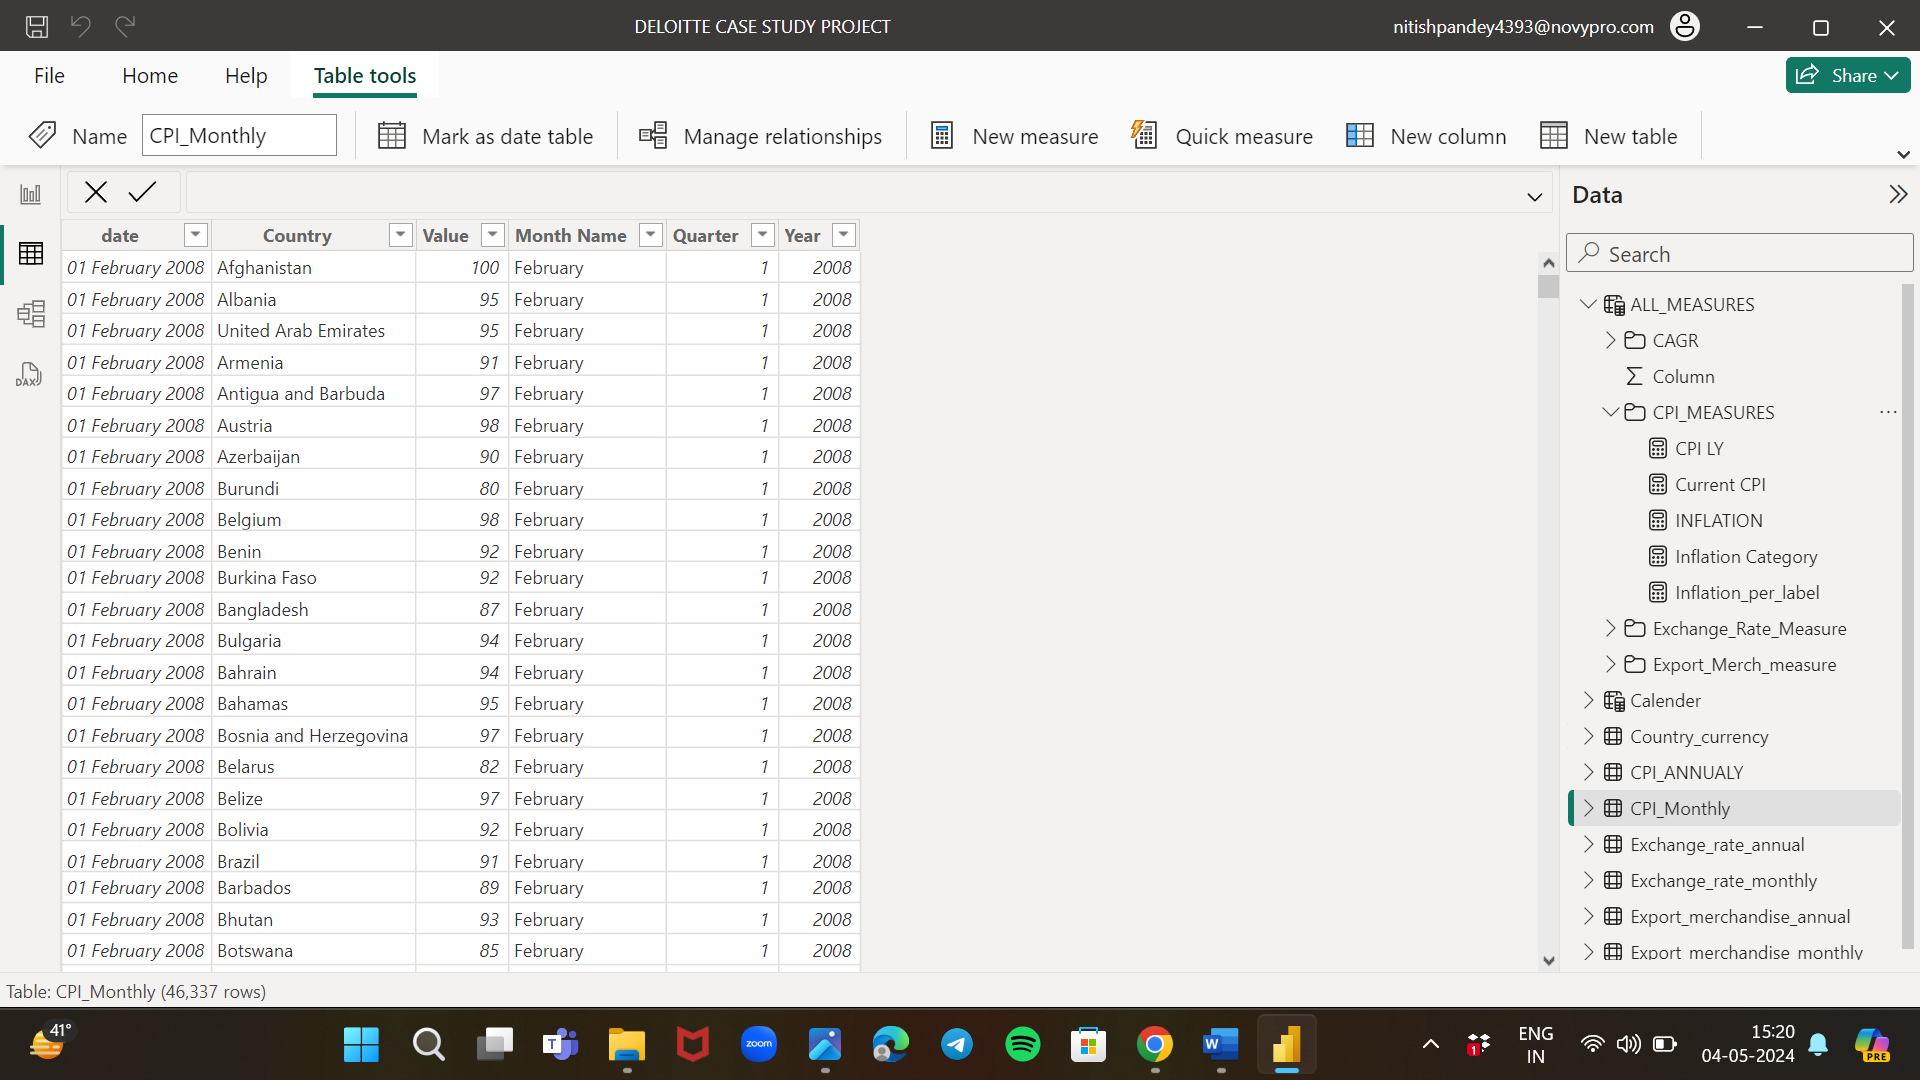 DELOITTE CASE STUDY PROJECT
nitishpandey4393@novypro.com
File Home Help Table tools
Share
Name CPI_Monthly Mark as date table Manage relationships New measure Quick measure New column New table
date Country Value Month Name Quarter Year
01 February 2008 Afghanistan 100 February 1 2008
01 February 2008 Albania 95 February 1 2008
01 February 2008 United Arab Emirates 95 February 1 2008
01 February 2008 Armenia 91 February 1 2008
01 February 2008 Antigua and Barbuda 97 February 1 2008
01 February 2008 Austria 98 February 1 2008
01 February 2008 Azerbaijan 90 February 1 2008
01 February 2008 Burundi 80 February 1 2008
01 February 2008 Belgium 98 February 1 2008
01 February 2008 Benin 92 February 1 2008
01 February 2008 Burkina Faso 92 February 1 2008
01 February 2008 Bangladesh 87 February 1 2008
01 February 2008 Bulgaria 94 February 1 2008
01 February 2008 Bahrain 94 February 1 2008
01 February 2008 Bahamas 95 February 1 2008
01 February 2008 Bosnia and Herzegovina 97 February 1 2008
01 February 2008 Belarus 82 February 1 2008
01 February 2008 Belize 97 February 1 2008
01 February 2008 Bolivia 92 February 1 2008
01 February 2008 Brazil 91 February 1 2008
01 February 2008 Barbados 89 February 1 2008
01 February 2008 Bhutan 93 February 1 2008
01 February 2008 Botswana 85 February 1 2008
DAX
Data
Search
ALL_MEASURES
CAGR
Column
CPI_MEASURES
CPI LY
Current CPI
INFLATION
Inflation Category
Inflation_per_label
Exchange_Rate_Measure
Export_Merch_measure
Calender
Country_currency
CPI_ANNUALY
CPI_Monthly
Exchange_rate_annual
Exchange_rate_monthly
Export_merchandise_annual
Export_merchandise_monthly
Table: CPI_Monthly (46,337 rows)
41°
T
zoom
W
1
ENG
IN
15:20
04-05-2024
PRE